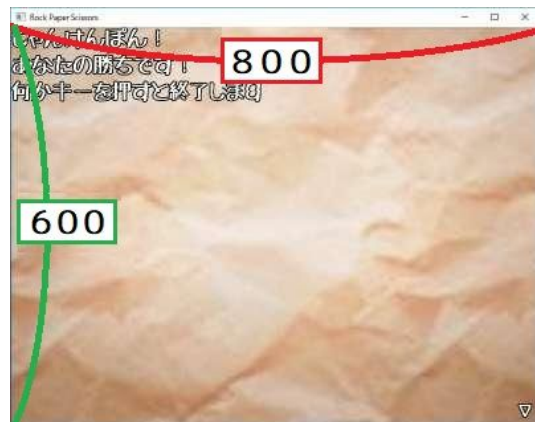 Rock Paper Scissors
じゃんけんぽん！
あなたの勝ちです！
何かキーを押すと終了します
800
600